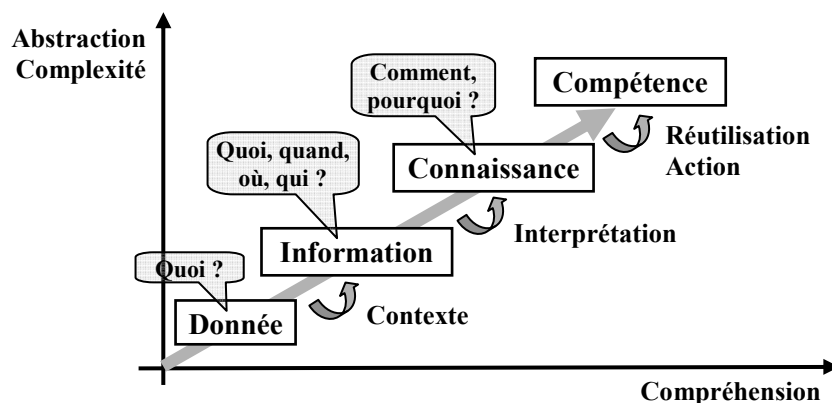 Abstraction
Complexité
Comment,
pourquoi ?
Compétence
Quoi, quand,
où, qui ?
Connaissance
Réutilisation
Action
Quoi ?
Information
Interprétation
Donnée
Contexte
Compréhension